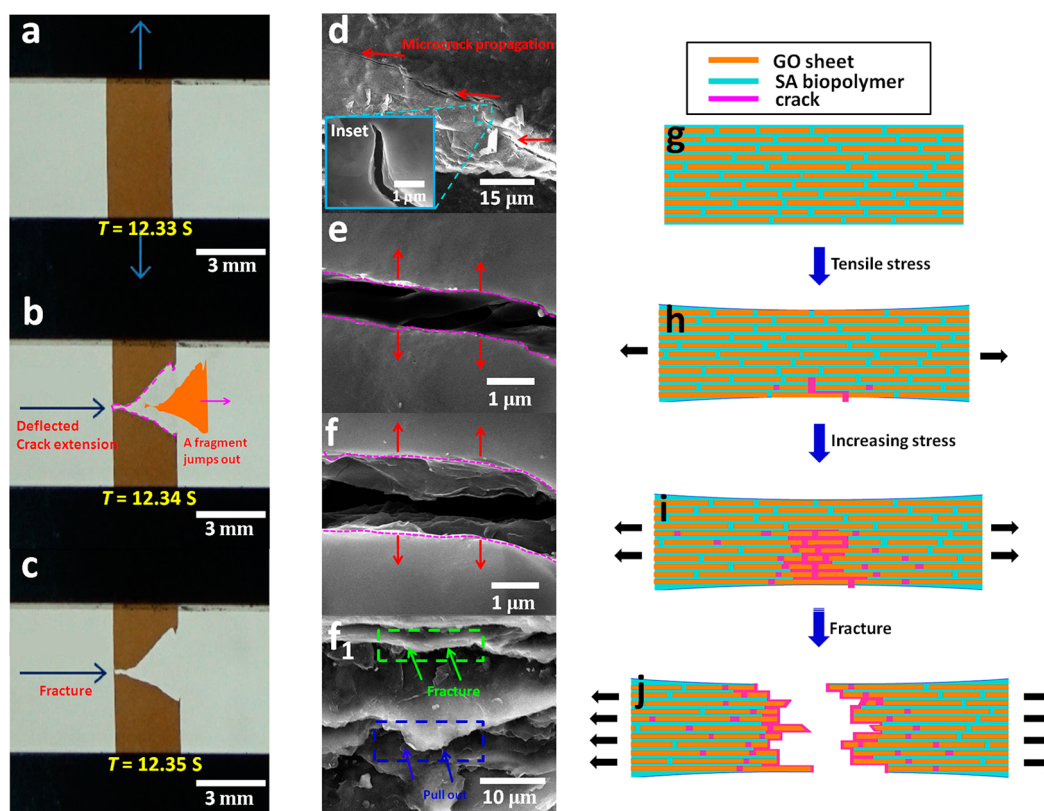 a
T = 12.33 S
3 mm
b
Deflected
Crack extension
A fragment
jumps out
T = 12.34 S
3 mm
c
Fracture
T = 12.35 S
3 mm
d
Microcrack propagation
Inset
1 μm
15 μm
e
1 μm
f
1 μm
f1
Fracture
Pull out
10 μm
GO sheet
SA biopolymer
crack
g
Tensile stress
h
Increasing stress
i
Fracture
j